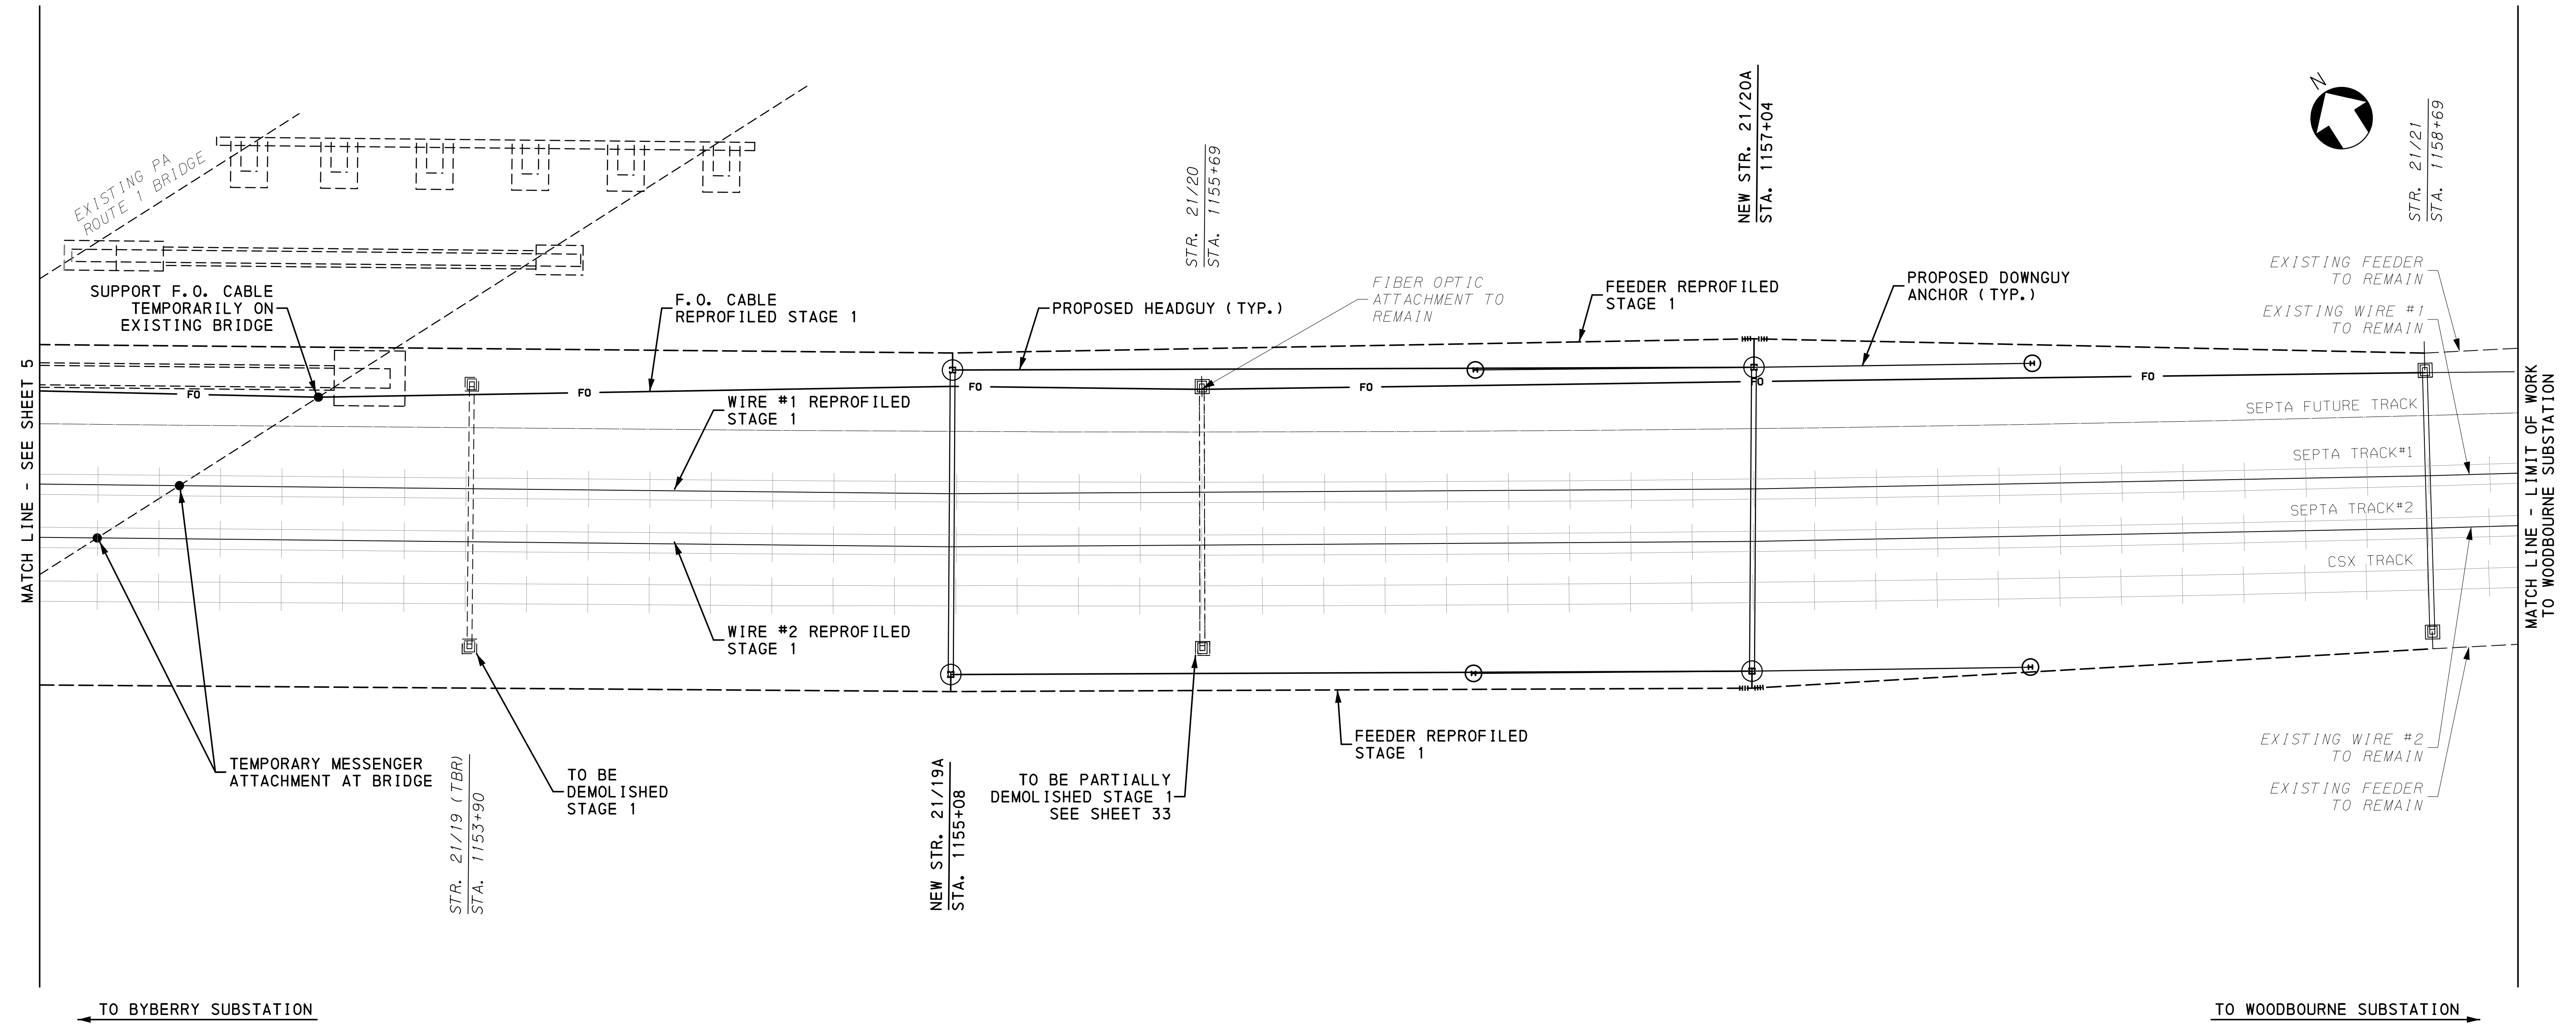 N
NEW STR. 21/20A
STA. 1157+04
STR. 21/21
STA. 1158+69
STR. 21/20
STA. 1155+69
EXISTING PA
ROUTE 1 BRIDGE
SUPPORT F.O. CABLE
TEMPORARILY ON
EXISTING BRIDGE
F.O. CABLE
REPROFILED STAGE 1
PROPOSED HEADGUY (TYP.)
FIBER OPTIC
ATTACHMENT TO
REMAIN
FEEDER REPROFILED
STAGE 1
PROPOSED DOWNGUY
ANCHOR (TYP.)
EXISTING FEEDER
TO REMAIN
EXISTING WIRE #1
TO REMAIN
MATCH LINE - SEE SHEET 5
FO
FO
FO
FO
FO
FO
WIRE #1 REPROFILED
STAGE 1
SEPTA FUTURE TRACK
SEPTA TRACK#1
SEPTA TRACK#2
CSX TRACK
MATCH LINE - LIMIT OF WORK
TO WOODBOURNE SUBSTATION
WIRE #2 REPROFILED
STAGE 1
TEMPORARY MESSENGER
ATTACHMENT AT BRIDGE
STR. 21/19 (TBR)
STA. 1153+90
TO BE
DEMOLISHED
STAGE 1
NEW STR. 21/19A
STA. 1155+08
TO BE PARTIALLY
DEMOLISHED STAGE 1
SEE SHEET 33
FEEDER REPROFILED
STAGE 1
EXISTING WIRE #2
TO REMAIN
EXISTING FEEDER
TO REMAIN
TO BYBERRY SUBSTATION
TO WOODBOURNE SUBSTATION